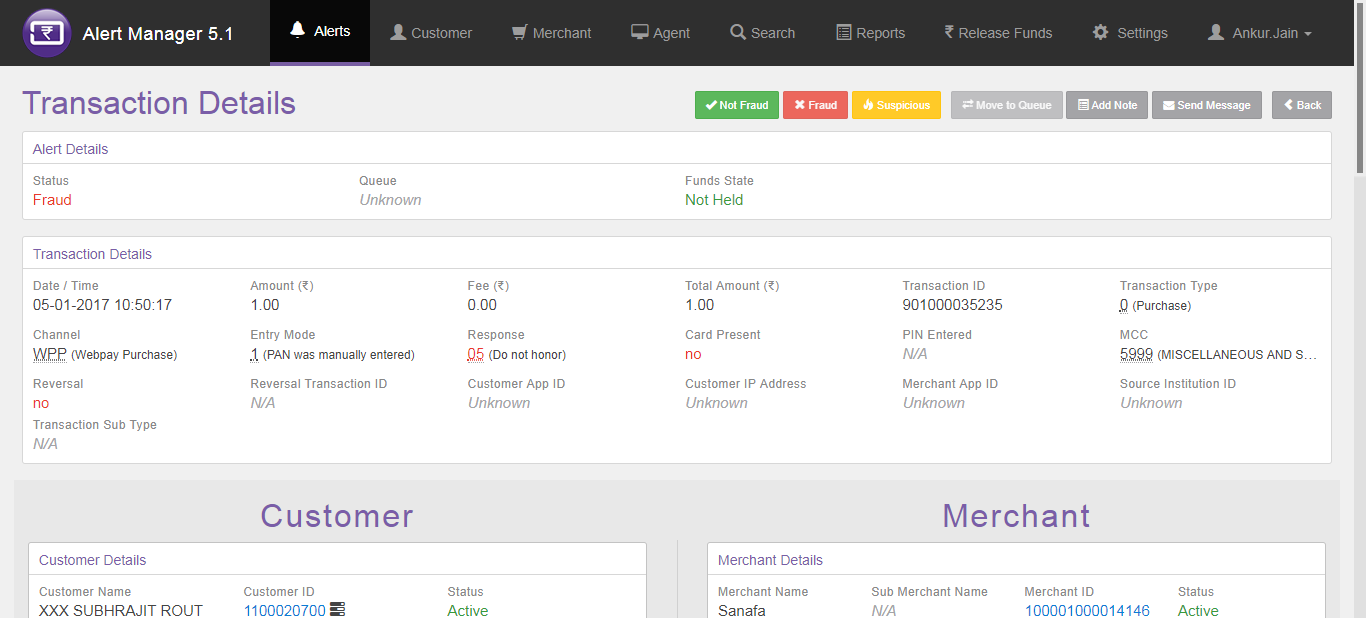 Alert Manager 5.1 Alerts Customer Merchant Agent Search Reports ₹ Release Funds Settings Ankur.Jain
Transaction Details
Not Fraud Fraud Suspicious Move to Queue Add Note Send Message Back
Alert Details
Status Queue Funds State
Fraud Unknown Not Held
Transaction Details
Date / Time Amount (₹) Fee (₹) Total Amount (₹) Transaction ID Transaction Type
05-01-2017 10:50:17 1.00 0.00 1.00 901000035235 0 (Purchase)
Channel Entry Mode Response Card Present PIN Entered MCC
WPP (Webpay Purchase) 1 (PAN was manually entered) 05 (Do not honor) no N/A 5999 (MISCELLANEOUS AND S...
Reversal Reversal Transaction ID Customer App ID Customer IP Address Merchant App ID Source Institution ID
no N/A Unknown Unknown Unknown Unknown
Transaction Sub Type
N/A
Customer Merchant
Customer Details Merchant Details
Customer Name Customer ID Status Merchant Name Sub Merchant Name Merchant ID Status
XXX SUBHRAJIT ROUT 1100020700 Active Sanafa N/A 100001000014146 Active